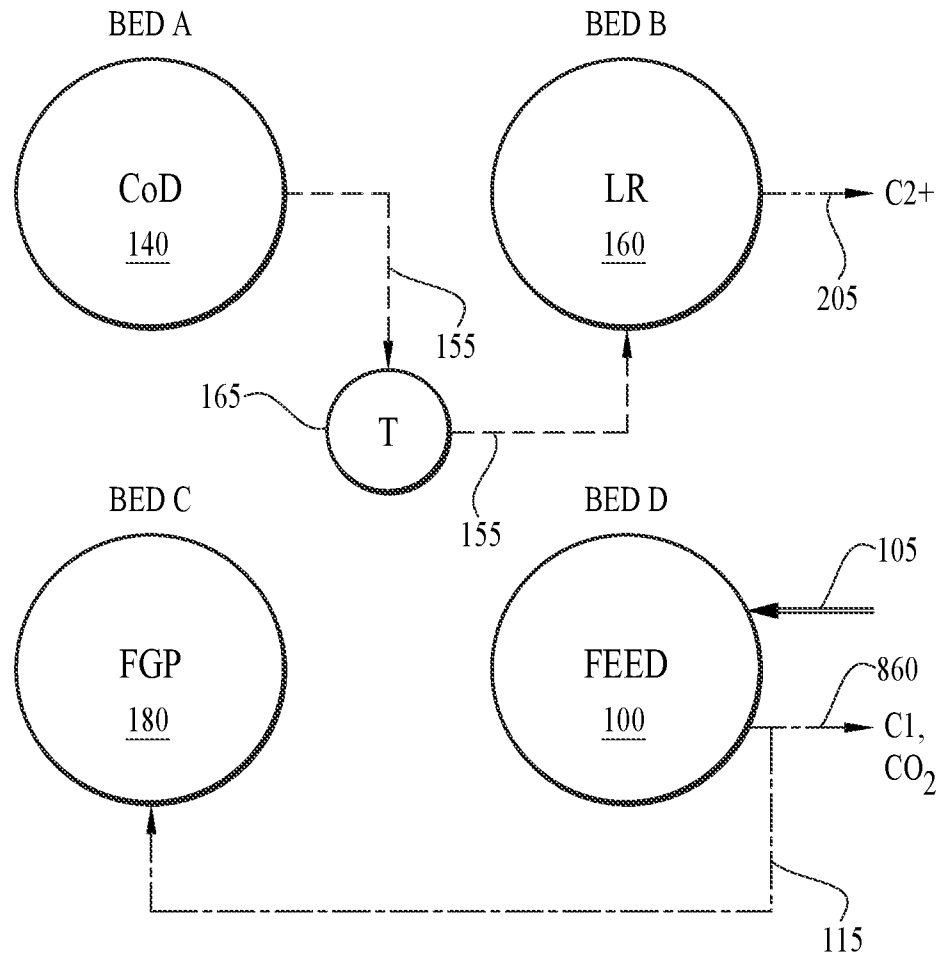 BED A
BED B
CoD
140
LR
160
C2+
205
155
165
T
155
BED C
BED D
105
FGP
180
FEED
100
860
C1,
CO2
115